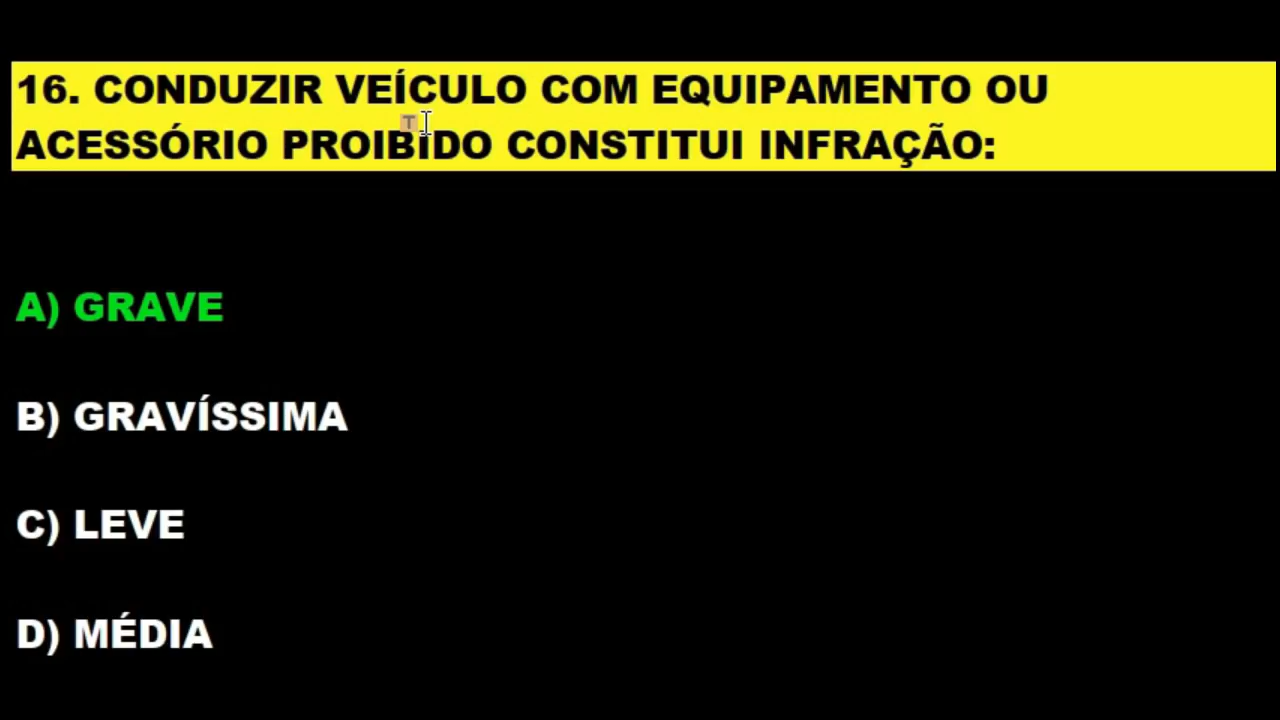 16. CONDUZIR VEÍCULO COM EQUIPAMENTO OU
ACESSÓRIO PROIBIDO CONSTITUI INFRAÇÃO:
A) GRAVE
B) GRAVÍSSIMA
C) LEVE
D) MÉDIA